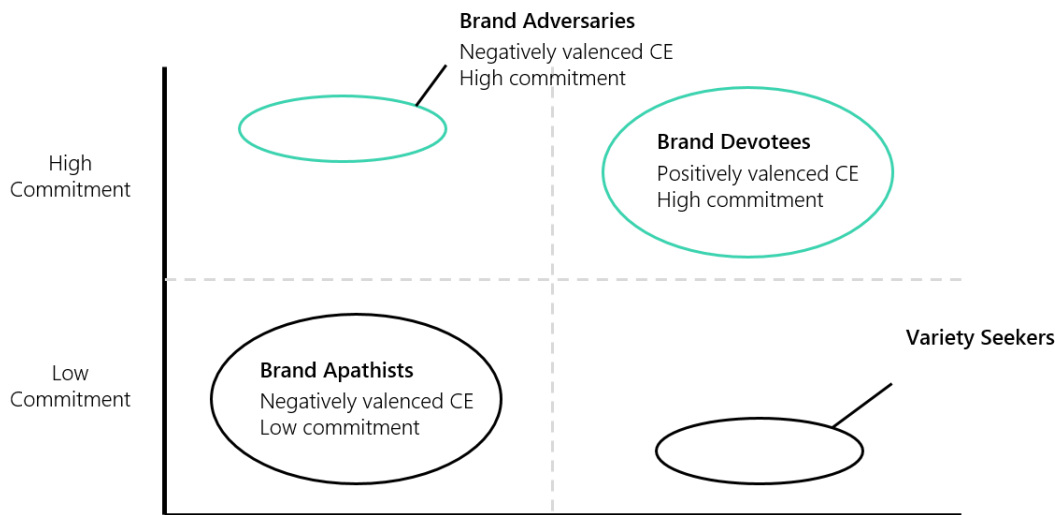 Brand Adversaries
Negatively valenced CE
High commitment
High
Commitment
Brand Devotees
Positively valenced CE
High commitment
Variety Seekers
Low
Commitment
Brand Apathists
Negatively valenced CE
Low commitment